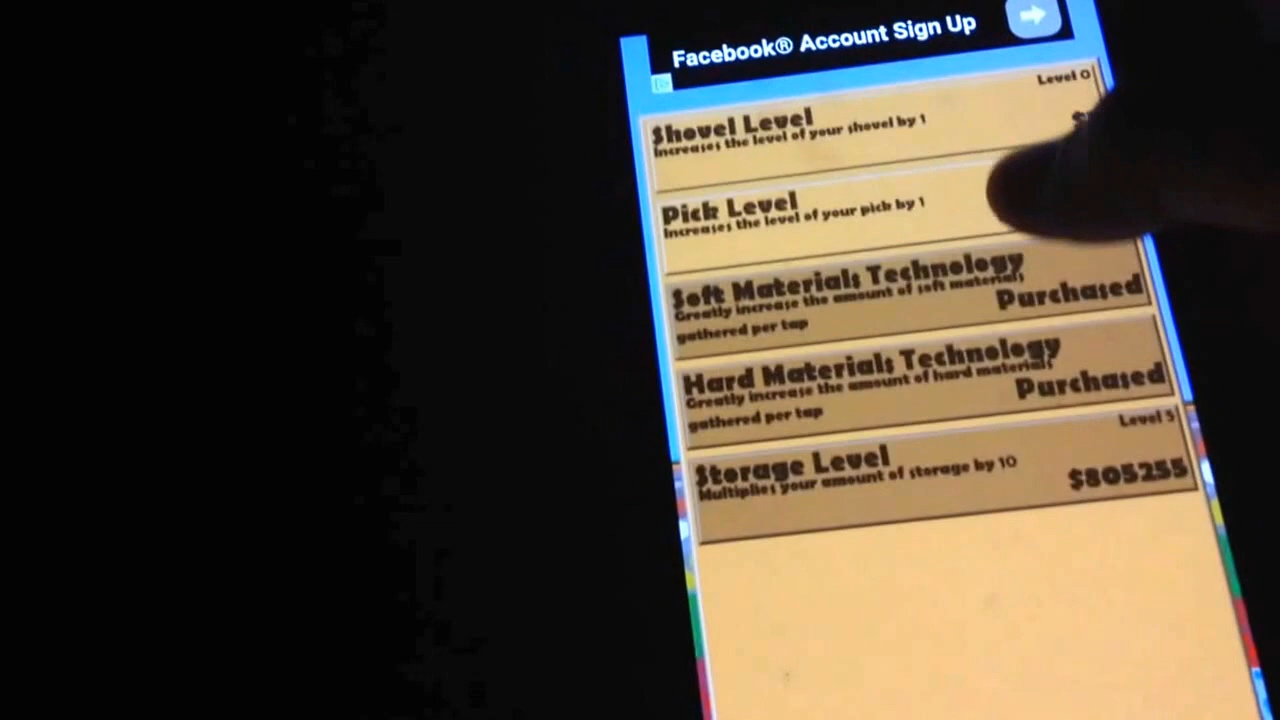 Facebook® Account Sign Up
Level 0
Shovel Level
Increases the level of your shovel by 1
$
Pick Level
Increases the level of your pick by 1
Soft Materials Technology
Greatly increase the amount of soft materials
gathered per tap
Purchased
Hard Materials Technology
Greatly increase the amount of hard materials
gathered per tap
Purchased
Level 5
Storage Level
Multiplies your amount of storage by 10
$805255